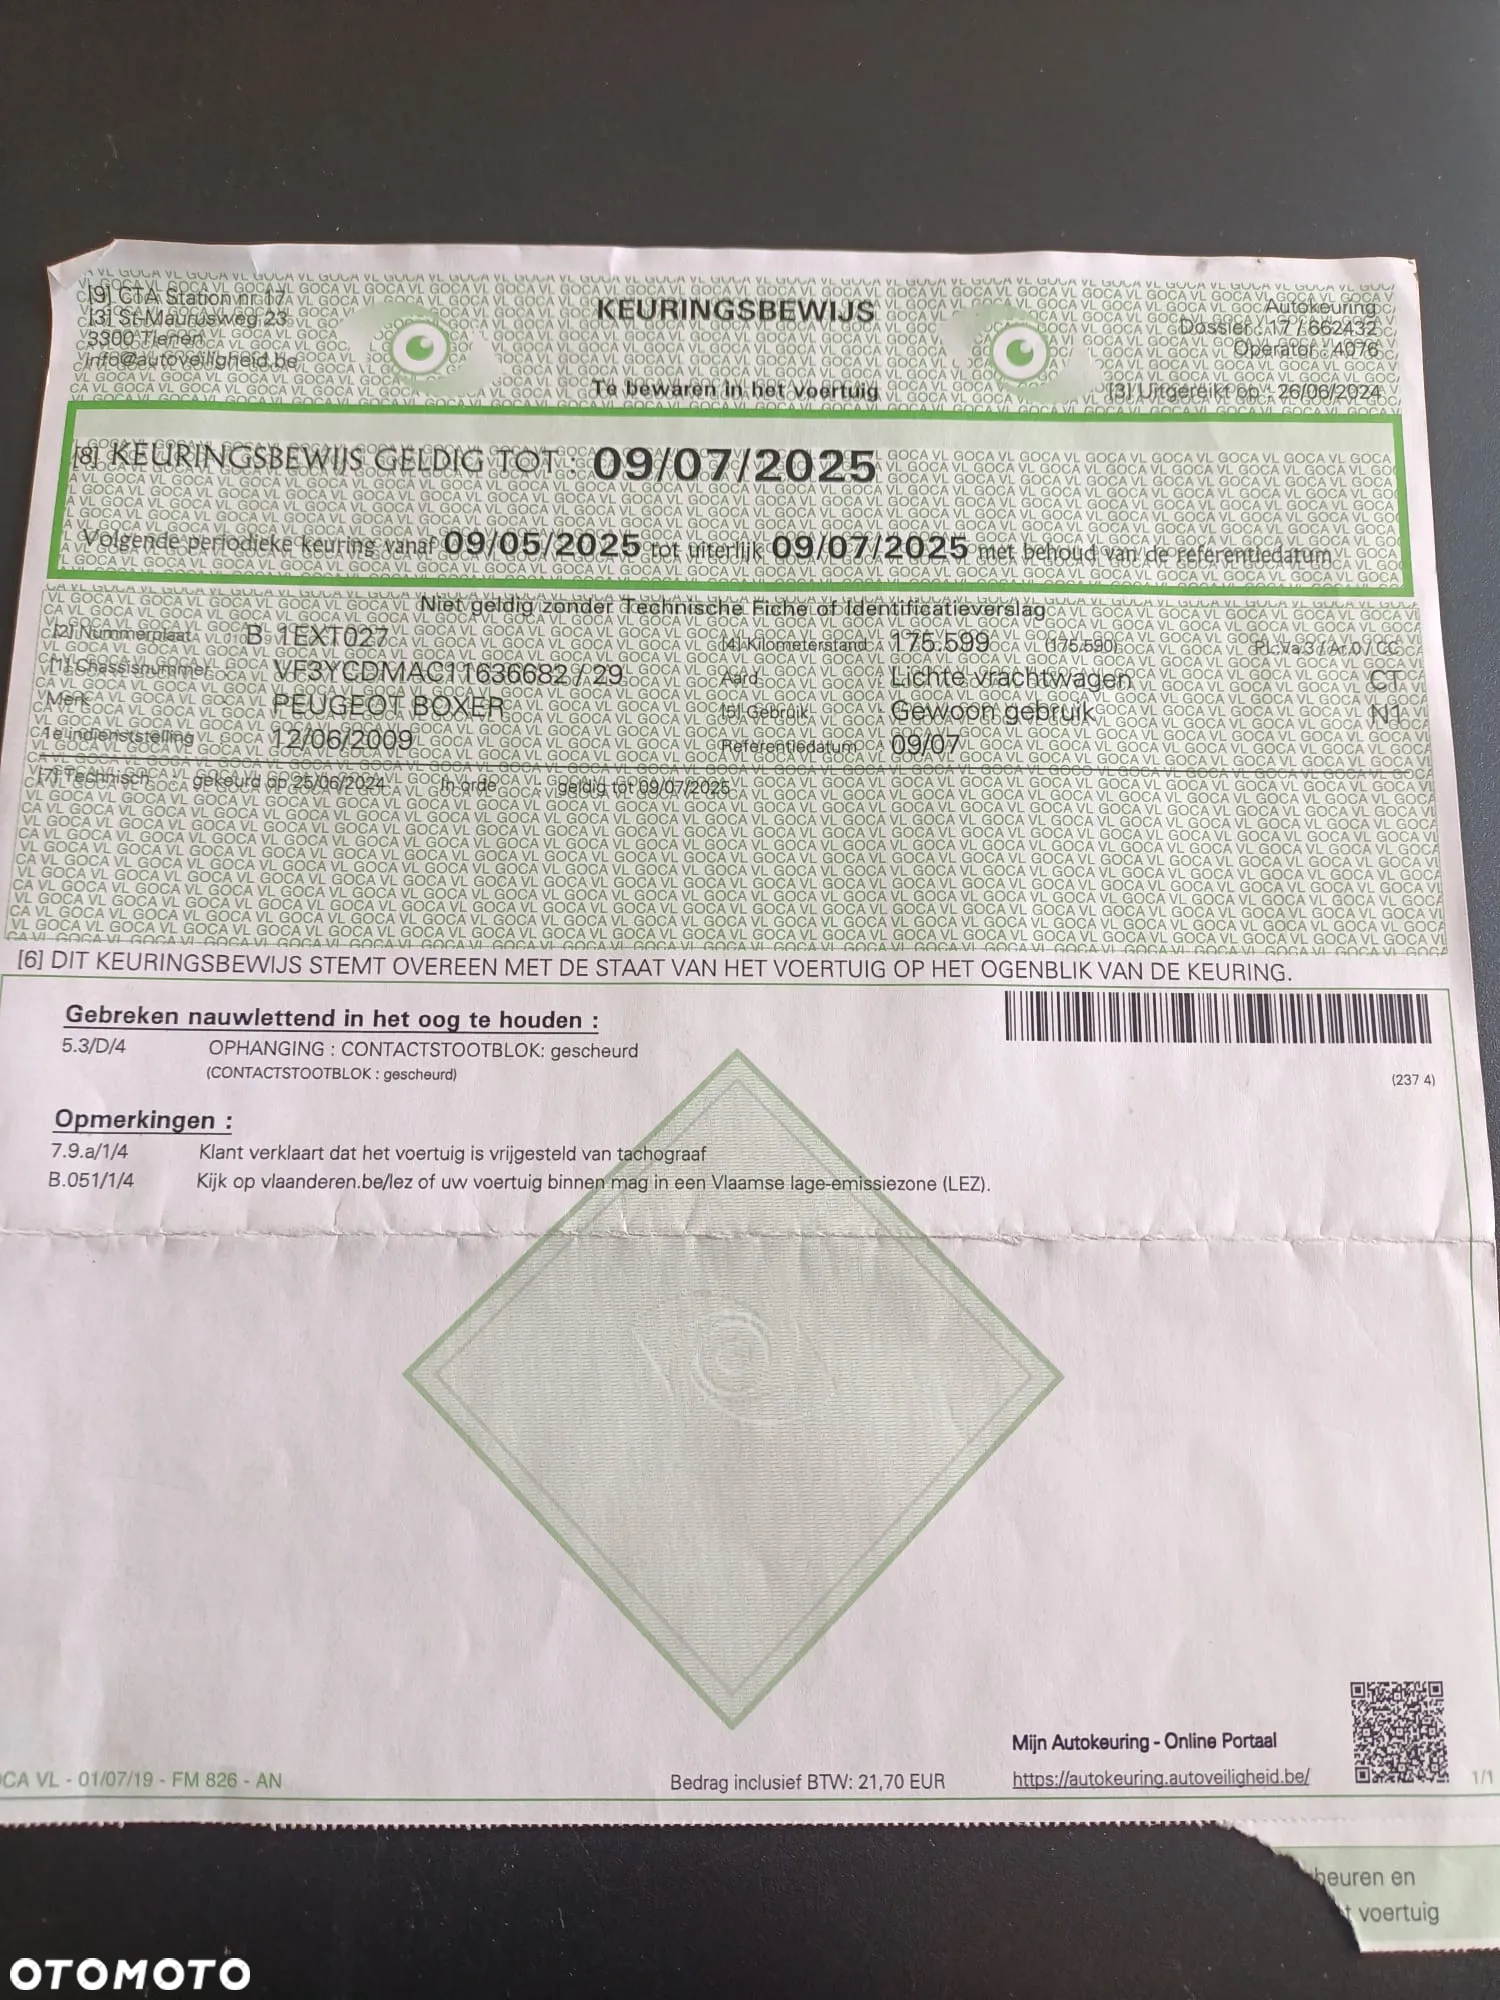 [9] CTA Station nr 17
[3] St-Maurusweg 23
3300 Tienen
info@autoveiligheid.be
KEURINGSBEWIJS
Te bewaren in het voertuig
Autokeuring
Dossier : 17 / 662432
Operator : 4076
[3] Uitgereikt op : 26/06/2024
[8] KEURINGSBEWIJS GELDIG TOT : 09/07/2025
Volgende periodieke keuring vanaf 09/05/2025 tot uiterlijk 09/07/2025 met behoud van de referentiedatum
Niet geldig zonder Technische Fiche of Identificatieverslag
[2] Nummerplaat B 1EXT027 [4] Kilometerstand : 175.599 (175.590) Pl.Va.3 / Ar.0 / CC
[1] Chassisnummer VF3YCDMAC11636682 / 29 Aard Lichte vrachtwagen CT
Merk PEUGEOT BOXER [5] Gebruik Gewoon gebruik N1
1e indienststelling 12/06/2009 Referentiedatum 09/07
[7] Technisch gekeurd op 25/06/2024 In orde geldig tot 09/07/2025
[6] DIT KEURINGSBEWIJS STEMT OVEREEN MET DE STAAT VAN HET VOERTUIG OP HET OGENBLIK VAN DE KEURING.
Gebreken nauwlettend in het oog te houden :
5.3/D/4 OPHANGING : CONTACTSTOOTBLOK: gescheurd
(CONTACTSTOOTBLOK : gescheurd)
(237 4)
Opmerkingen :
7.9.a/1/4 Klant verklaart dat het voertuig is vrijgesteld van tachograaf
B.051/1/4 Kijk op vlaanderen.be/lez of uw voertuig binnen mag in een Vlaamse lage-emissiezone (LEZ).
Mijn Autokeuring - Online Portaal
CA VL - 01/07/19 - FM 826 - AN Bedrag inclusief BTW: 21,70 EUR https://autokeuring.autoveiligheid.be/ 1/1
heuren en
voertuig
OTOMOTO